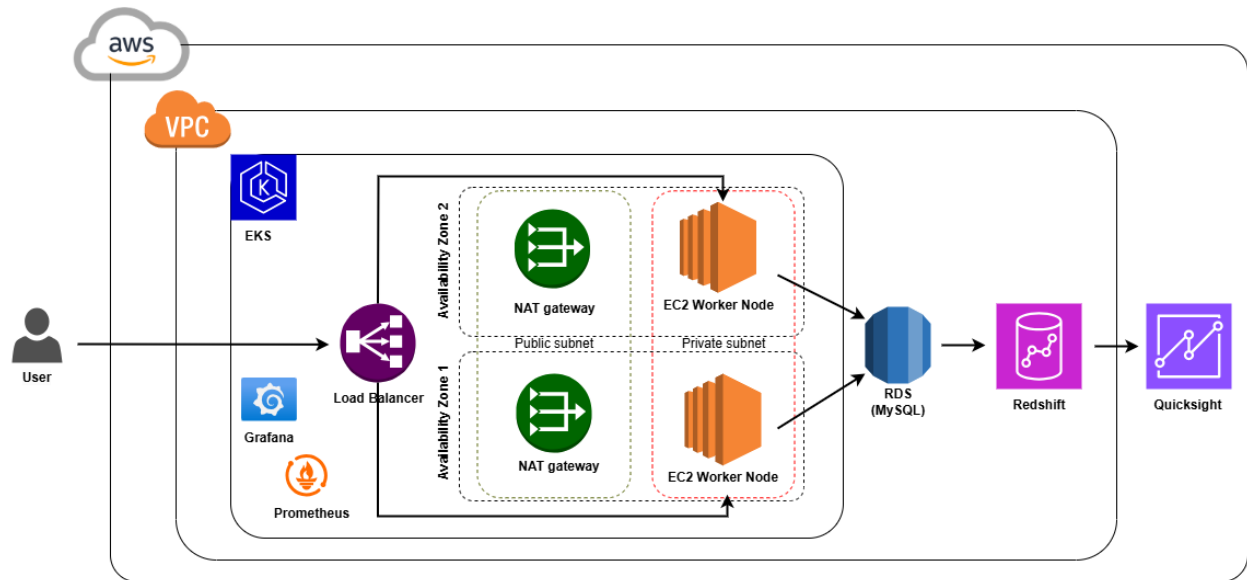 aws
VPC
K
EKS
Availability Zone 2
NAT gateway
EC2 Worker Node
Public subnet
Private subnet
User
Load Balancer
Grafana
Prometheus
Availability Zone 1
NAT gateway
EC2 Worker Node
RDS
(MySQL)
Redshift
Quicksight